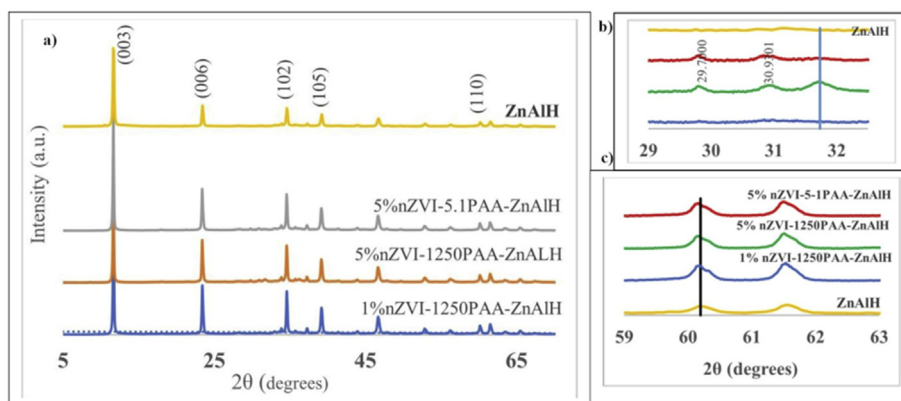 a)
(003)
(006)
(102)
(105)
(110)
ZnAlH
5%nZVI-5.1PAA-ZnAlH
5%nZVI-1250PAA-ZnALH
1%nZVI-1250PAA-ZnAlH
Intensity (a.u.)
5 25 45 65
2θ (degrees)
b)
ZnAlH
29.7900
30.9301
29 30 31 32
c)
5% nZVI-5-1PAA-ZnAlH
5% nZVI-1250PAA-ZnAlH
1% nZVI-1250PAA-ZnAlH
ZnAlH
59 60 61 62 63
2θ (degrees)